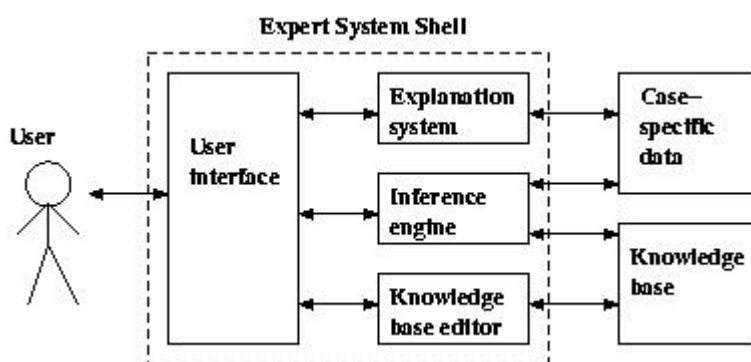 Expert System Shell
User
User
interface
Explanation
system
Inference
engine
Knowledge
base editor
Case-
specific
data
Knowledge
base